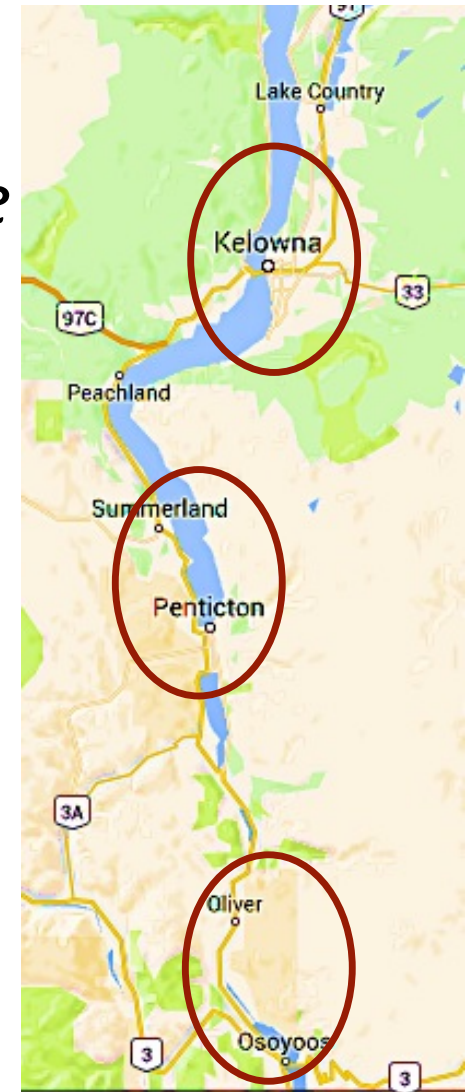 97
Lake Country
Kelowna
33
97C
Peachland
Summerland
Penticton
3A
Oliver
Osoyoos
3
3